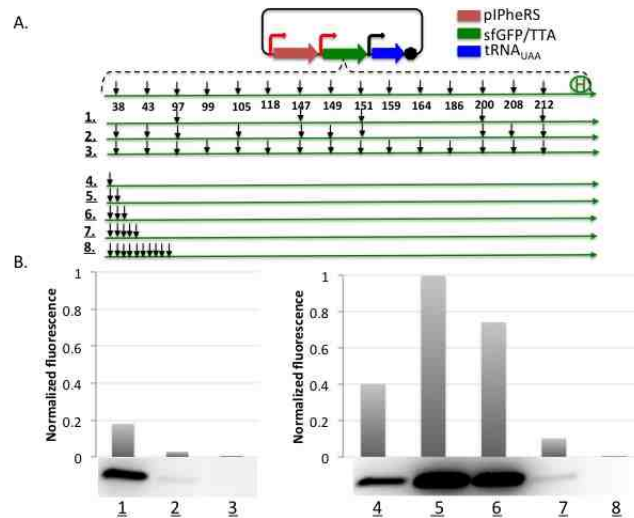 A.
pIPheRS
sfGFP/TTA
tRNAUAA
H
38 43 97 99 105 118 147 149 151 159 164 186 200 208 212
1.
2.
3.
4.
5.
6.
7.
8.
B.
Normalized fluorescence
1
0.8
0.6
0.4
0.2
0
1 2 3
Normalized fluorescence
1
0.8
0.6
0.4
0.2
0
4 5 6 7 8